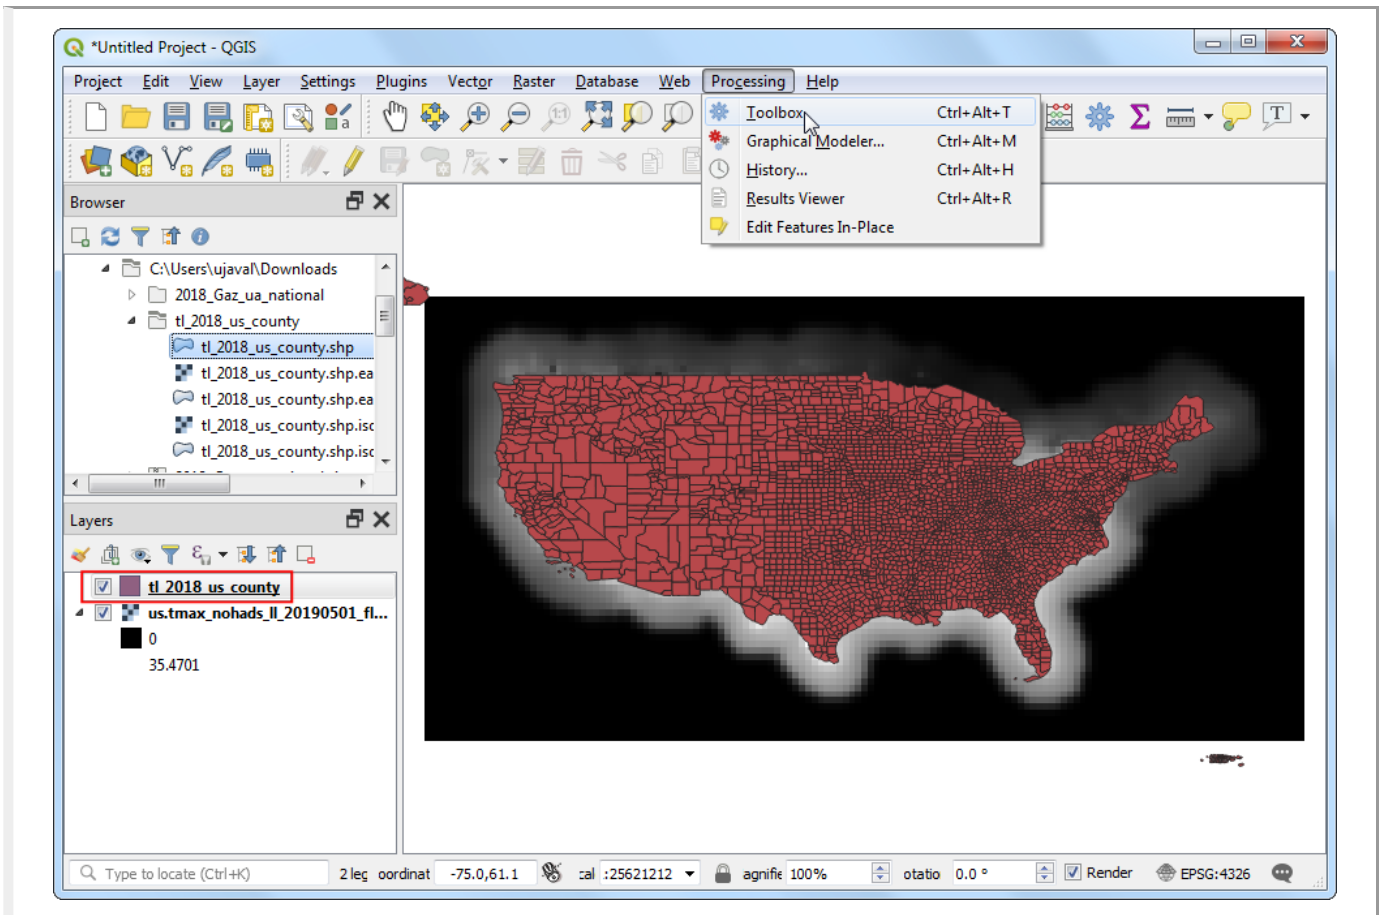 *Untitled Project - QGIS
Project Edit View Layer Settings Plugins Vector Raster Database Web Processing Help
Toolbox Ctrl+Alt+T
Graphical Modeler... Ctrl+Alt+M
History... Ctrl+Alt+H
Results Viewer Ctrl+Alt+R
Edit Features In-Place
Browser
C:\Users\ujaval\Downloads
2018_Gaz_ua_national
tl_2018_us_county
tl_2018_us_county.shp
tl_2018_us_county.shp.ea
tl_2018_us_county.shp.ea
tl_2018_us_county.shp.isc
tl_2018_us_county.shp.isc
Layers
tl_2018_us_county
us.tmax_nohads_ll_20190501_fl...
0
35.4701
Type to locate (Ctrl+K) 2 leg oordinat -75.0,61.1 cal :25621212 agnifie 100% otatio 0.0 ° Render EPSG:4326